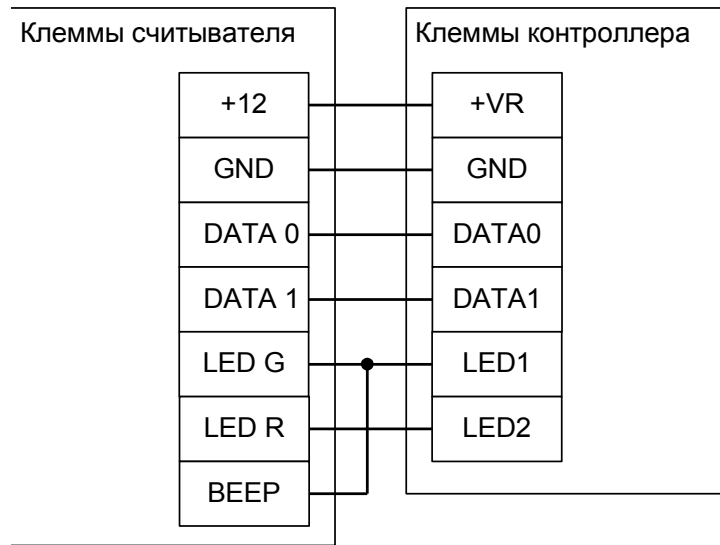 Клеммы считывателя
Клеммы контроллера
+12
+VR
GND
GND
DATA 0
DATA0
DATA 1
DATA1
LED G
LED1
LED R
LED2
BEEP